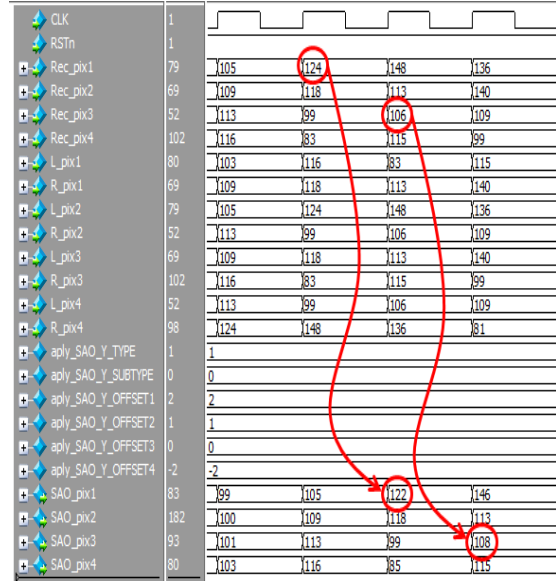 CLK 1
RSTn 1
Rec_pix1 79 105 124 148 136
Rec_pix2 69 109 118 113 140
Rec_pix3 52 113 99 106 109
Rec_pix4 102 116 83 115 99
L_pix1 80 103 116 83 115
R_pix1 69 109 118 113 140
L_pix2 79 105 124 148 136
R_pix2 52 113 99 106 109
L_pix3 69 109 118 113 140
R_pix3 102 116 83 115 99
L_pix4 52 113 99 106 109
R_pix4 98 124 148 136 81
aply_SAO_Y_TYPE 1 1
aply_SAO_Y_SUBTYPE 0 0
aply_SAO_Y_OFFSET1 2 2
aply_SAO_Y_OFFSET2 1 1
aply_SAO_Y_OFFSET3 0 0
aply_SAO_Y_OFFSET4 -2 -2
SAO_pix1 83 99 105 122 146
SAO_pix2 182 100 109 118 113
SAO_pix3 93 101 113 99 108
SAO_pix4 80 103 116 85 115